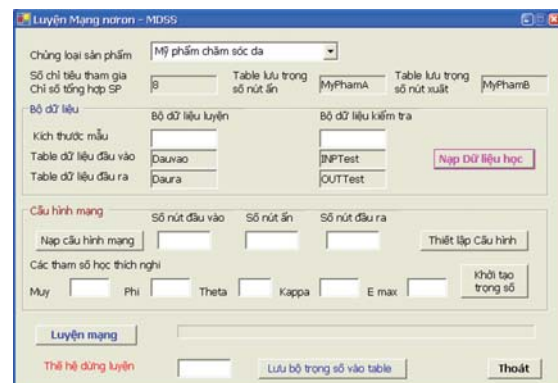 Luyện Mạng nơron - MDSS
Chủng loại sản phẩm Mỹ phẩm chăm sóc da
Số chỉ tiêu tham gia Chỉ số tổng hợp SP 8 Table lưu trọng số nút ẩn MyPhamA Table lưu trọng số nút xuất MyPhamB
Bộ dữ liệu
Bộ dữ liệu luyện Bộ dữ liệu kiểm tra
Kích thước mẫu
Table dữ liệu đầu vào Dauvao INPTest Nạp Dữ liệu học
Table dữ liệu đầu ra Daura OUTTest
Cấu hình mạng
Số nút đầu vào Số nút ẩn Số nút đầu ra
Nạp cấu hình mạng Thiết lập Cấu hình
Các tham số học thích nghi Khởi tạo trọng số
Muy Phi Theta Kappa E max
Luyện mạng
Thế hệ dừng luyện Lưu bộ trọng số vào table Thoát